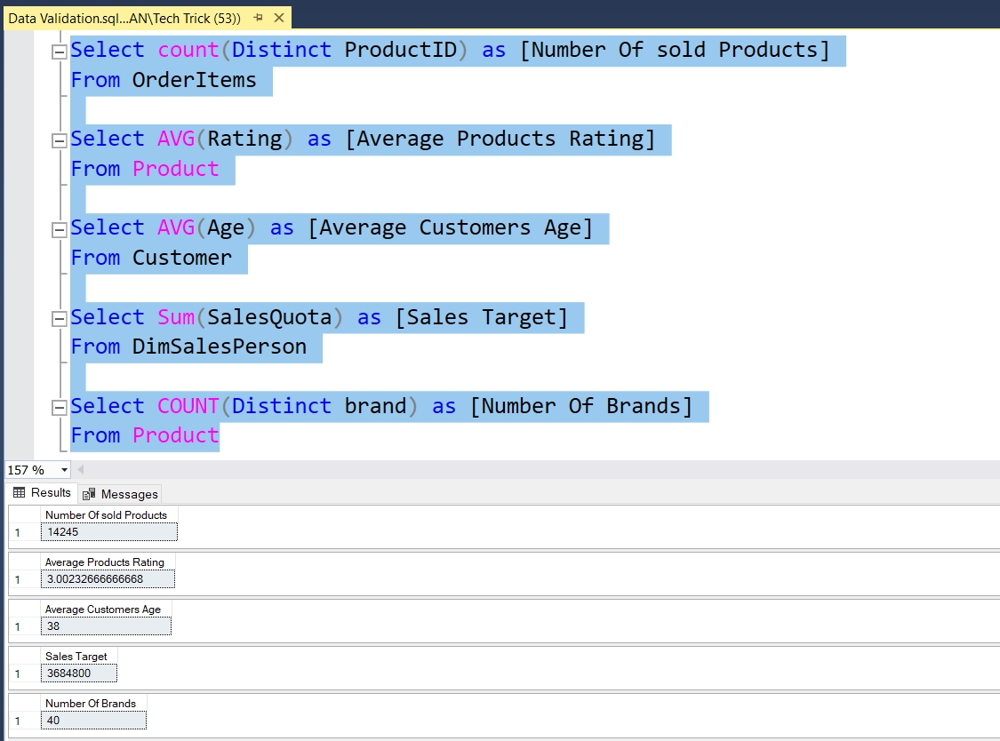 Data Validation.sql...AN\Tech Trick (53))
Select count(Distinct ProductID) as [Number Of sold Products]
From OrderItems
Select AVG(Rating) as [Average Products Rating]
From Product
Select AVG(Age) as [Average Customers Age]
From Customer
Select Sum(SalesQuota) as [Sales Target]
From DimSalesPerson
Select COUNT(Distinct brand) as [Number Of Brands]
From Product
157 %
Results Messages
Number Of sold Products
1 14245
Average Products Rating
1 3.00232666666668
Average Customers Age
1 38
Sales Target
1 3684800
Number Of Brands
1 40